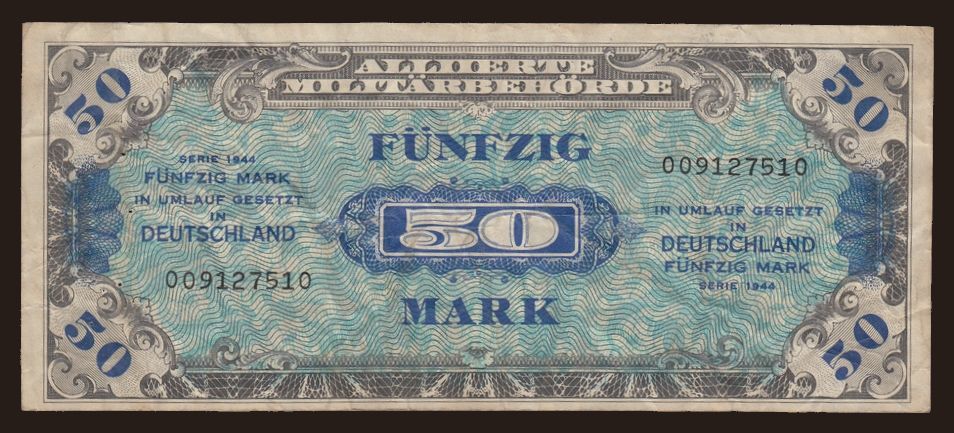 ALLIIERTE
MILITÄRBEHÖRDE
50
50
FÜNFZIG
009127510
SERIE 1944
FÜNFZIG MARK
IN UMLAUF GESETZT
IN
DEUTSCHLAND
50
IN UMLAUF GESETZT
IN
DEUTSCHLAND
FÜNFZIG MARK
SERIE 1944
009127510
MARK
50
50